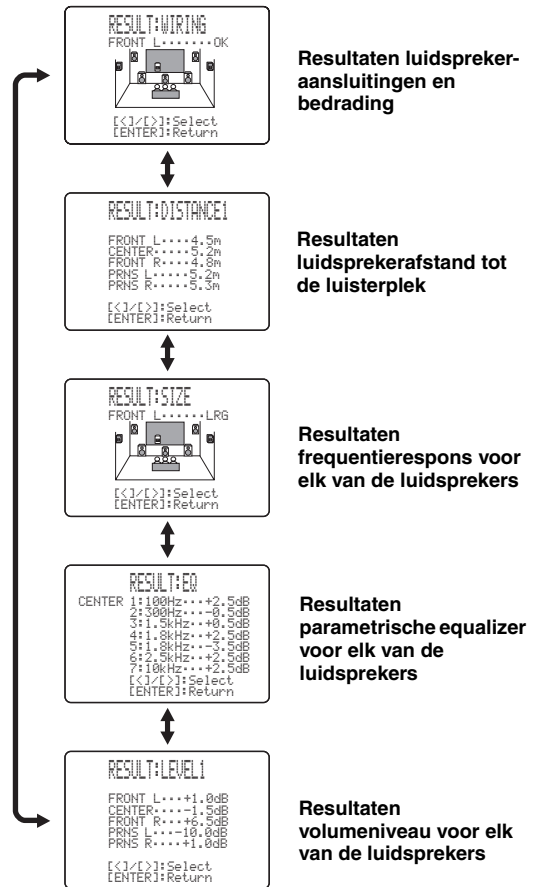 RESULT:WIRING
FRONT L·······OK
[<]/[>]:Select
[ENTER]:Return
Resultaten luidspreker-
aansluitingen en
bedrading
RESULT:DISTANCE1
FRONT L····4.5m
CENTER·····5.2m
FRONT R····4.8m
PRNS L·····5.2m
PRNS R·····5.3m
[<]/[>]:Select
[ENTER]:Return
Resultaten
luidsprekerafstand tot
de luisterplek
RESULT:SIZE
FRONT L······LRG
[<]/[>]:Select
[ENTER]:Return
Resultaten
frequentierespons voor
elk van de luidsprekers
RESULT:EQ
CENTER 1:100Hz···+2.5dB
2:300Hz···-0.5dB
3:1.5kHz··+0.5dB
4:1.8kHz··+2.5dB
5:1.8kHz··-3.5dB
6:2.5kHz··+2.5dB
7:10kHz···+2.5dB
[<]/[>]:Select
[ENTER]:Return
Resultaten
parametrische equalizer
voor elk van de
luidsprekers
RESULT:LEVEL1
FRONT L···+1.0dB
CENTER····-1.5dB
FRONT R···+6.5dB
PRNS L···-10.0dB
PRNS R····+1.0dB
[<]/[>]:Select
[ENTER]:Return
Resultaten
volumeniveau voor elk
van de luidsprekers